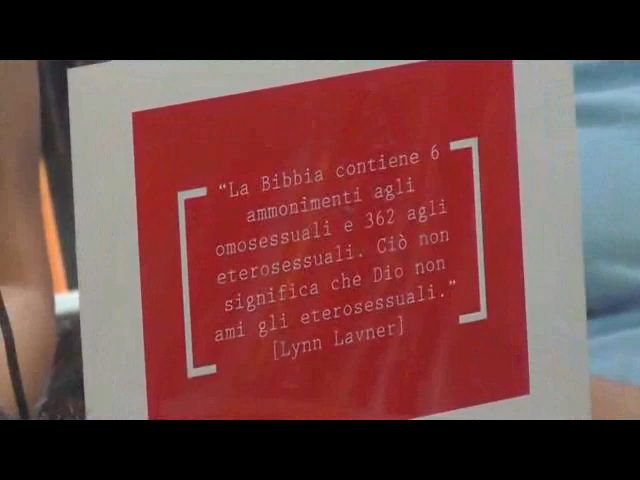 “La Bibbia contiene 6
ammonimenti agli
omosessuali e 362 agli
eterosessuali. Ciò non
significa che Dio non
ami gli eterosessuali.”
[Lynn Lavner]